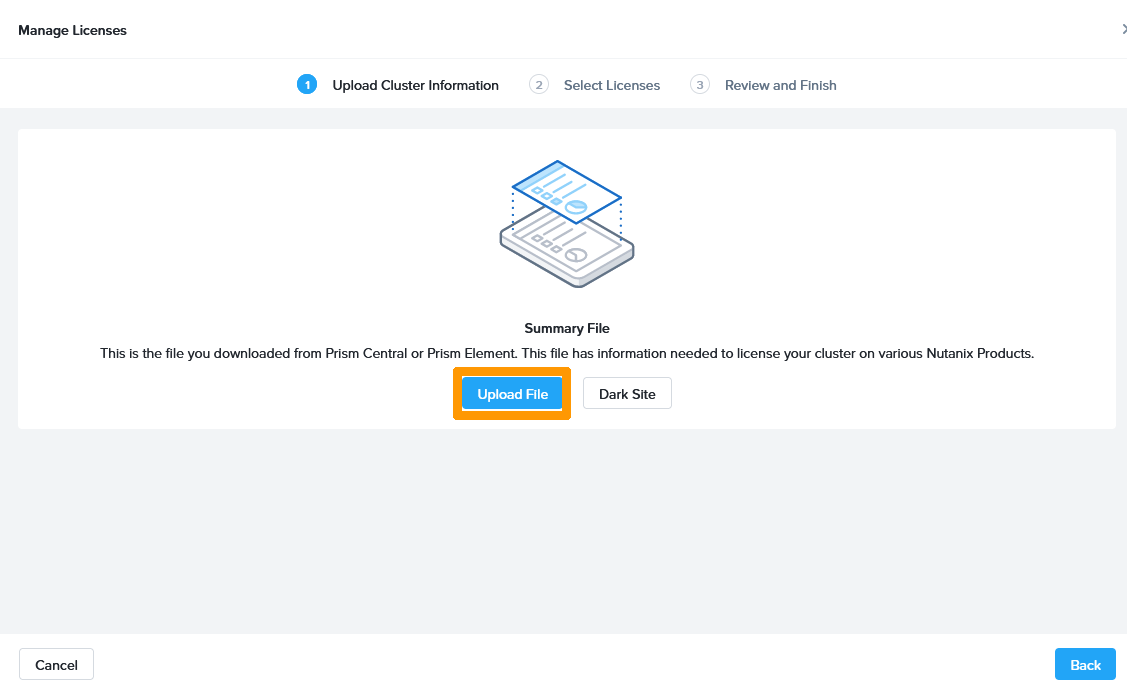 Manage Licenses
1 Upload Cluster Information 2 Select Licenses 3 Review and Finish
Summary File
This is the file you downloaded from Prism Central or Prism Element. This file has information needed to license your cluster on various Nutanix Products.
Upload File Dark Site
Cancel Back